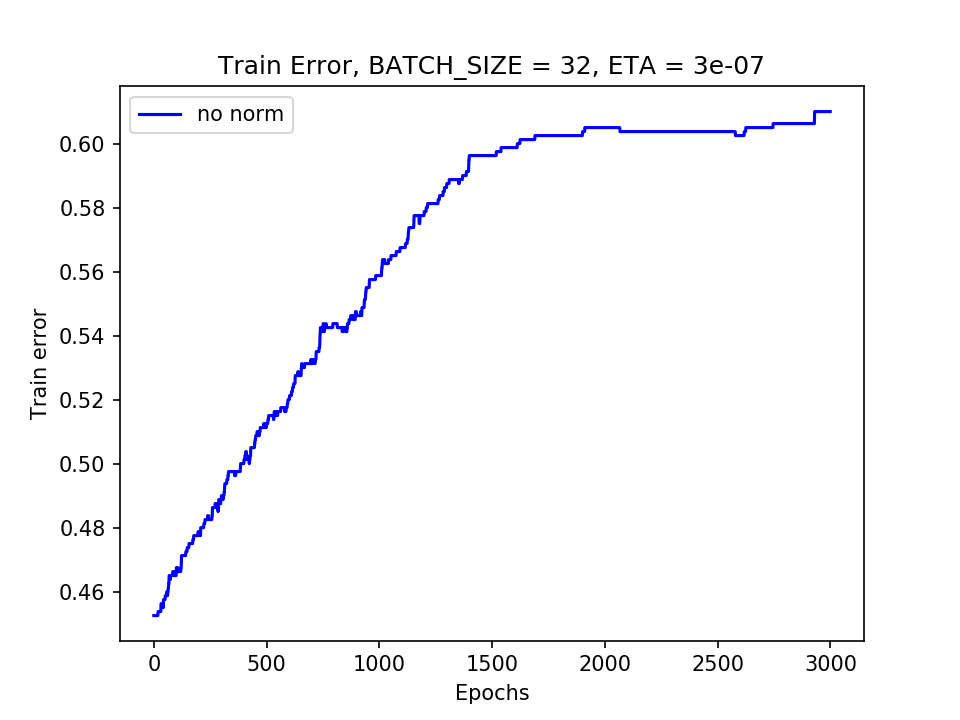 Train Error, BATCH_SIZE = 32, ETA = 3e-07
no norm
0.60
0.58
0.56
0.54
0.52
0.50
0.48
0.46
Train error
0 500 1000 1500 2000 2500 3000
Epochs